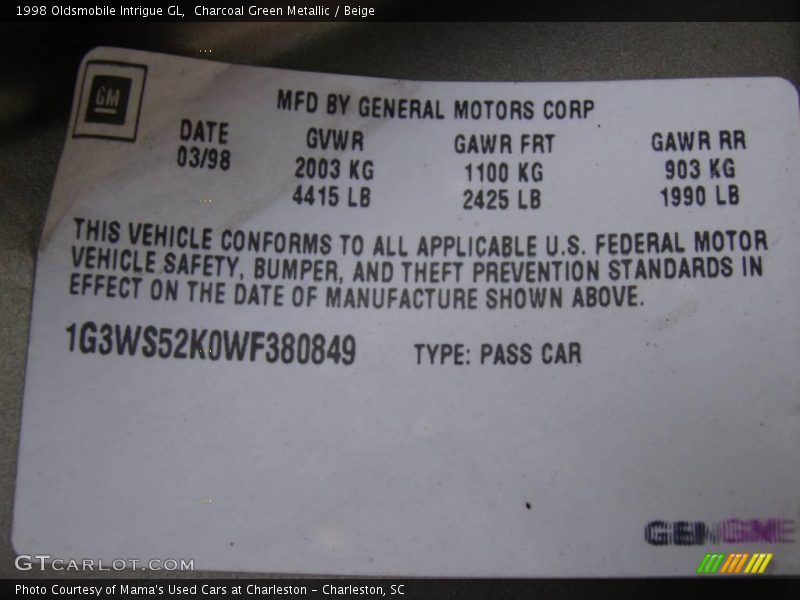 1998 Oldsmobile Intrigue GL,  Charcoal Green Metallic / Beige
GM
MFD BY GENERAL MOTORS CORP
DATE GVWR GAWR FRT GAWR RR
03/98 2003 KG 1100 KG 903 KG
4415 LB 2425 LB 1990 LB
THIS VEHICLE CONFORMS TO ALL APPLICABLE U.S. FEDERAL MOTOR
VEHICLE SAFETY, BUMPER, AND THEFT PREVENTION STANDARDS IN
EFFECT ON THE DATE OF MANUFACTURE SHOWN ABOVE.
1G3WS52K0WF380849 TYPE: PASS CAR
GTCARLOT.COM
Photo Courtesy of Mama's Used Cars at Charleston - Charleston, SC